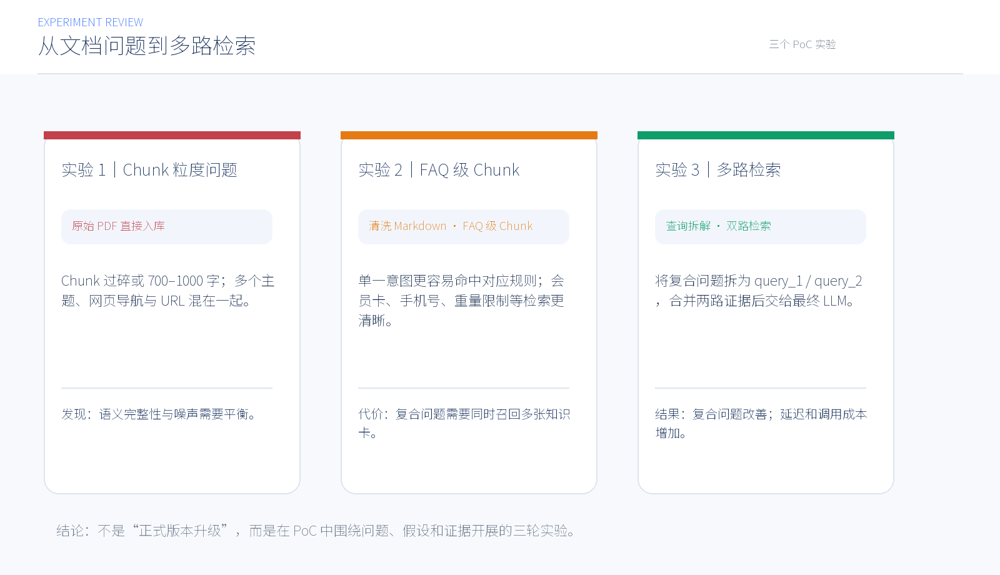 EXPERIMENT REVIEW
从文档问题到多路检索
三个 PoC 实验
实验 1｜Chunk 粒度问题
原始 PDF 直接入库
Chunk 过碎或 700–1000 字；多个主
题、网页导航与 URL 混在一起。
发现：语义完整性与噪声需要平衡。
实验 2｜FAQ 级 Chunk
清洗 Markdown · FAQ 级 Chunk
单一意图更容易命中对应规则；会
员卡、手机号、重量限制等检索更
清晰。
代价：复合问题需要同时召回多张知识
卡。
实验 3｜多路检索
查询拆解 · 双路检索
将复合问题拆为 query_1 / query_2
，合并两路证据后交给最终 LLM。
结果：复合问题改善；延迟和调用成本
增加。
结论：不是“正式版本升级”，而是在 PoC 中围绕问题、假设和证据开展的三轮实验。